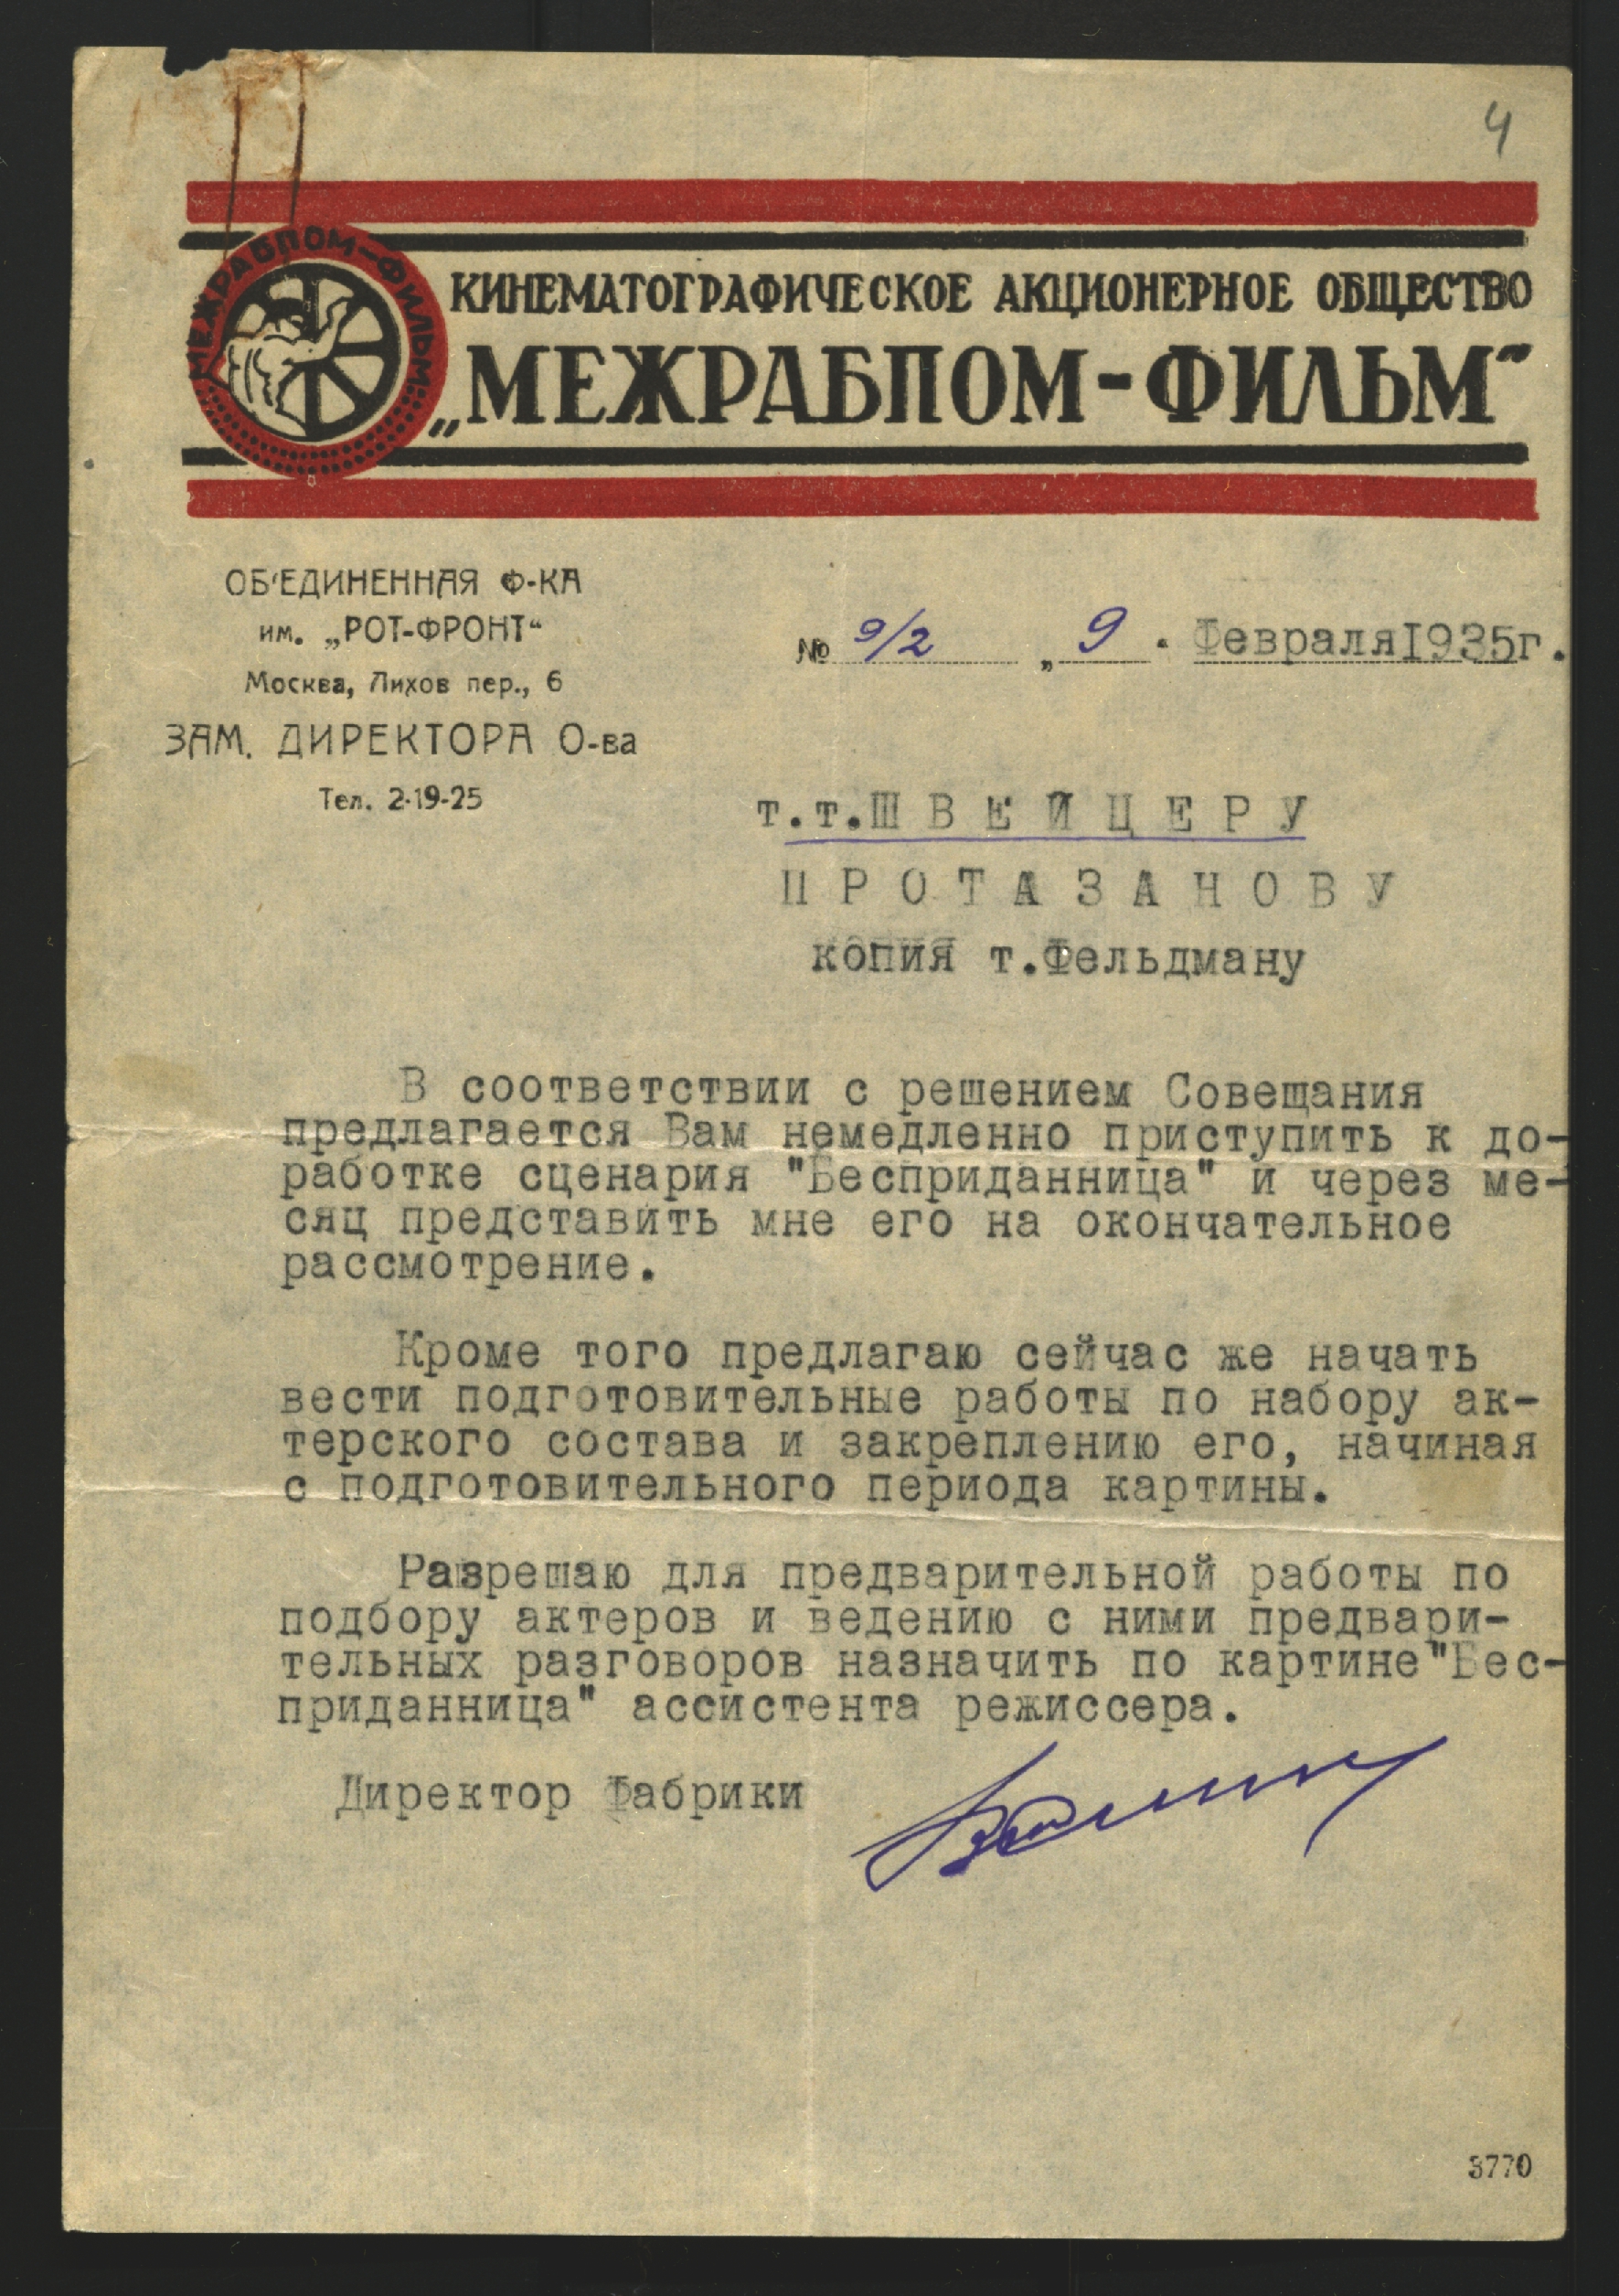 4
МЕЖРАБПОМ-ФИЛЬМ
КИНЕМАТОГРАФИЧЕСКОЕ АКЦИОНЕРНОЕ ОБЩЕСТВО
„МЕЖРАБПОМ-ФИЛЬМ“
ОБ'ЕДИНЕННАЯ Ф-КА
им. „РОТ-ФРОНТ“
Москва, Лихов пер., 6
ЗАМ. ДИРЕКТОРА О-ва
Тел. 2-19-25
№ 9/2 „ 9 " Февраля 1935г.
т.т.Ш В Е Й Ц Е Р У
П Р О Т А З А Н О В У
копия т.Фельдману
В соответствии с решением Совещания
предлагается Вам немедленно приступить к до-
работке сценария "Бесприданница" и через ме-
сяц представить мне его на окончательное
рассмотрение.
Кроме того предлагаю сейчас же начать
вести подготовительные работы по набору ак-
терского состава и закреплению его, начиная
с подготовительного периода картины.
Разрешаю для предварительной работы по
подбору актеров и ведению с ними предвари-
тельных разговоров назначить по картине"Бес-
приданница" ассистента режиссера.
Директор Фабрики
3770